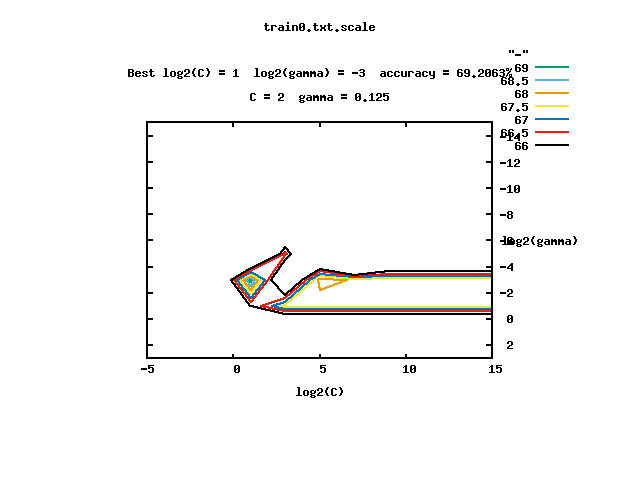 train0.txt.scale
"-"
Best log2(C) = 1  log2(gamma) = -3  accuracy = 69.2063%
69
68.5
C = 2  gamma = 0.125
68
67.5
67
66.5
66
-14
-12
-10
-8
-6
log2(gamma)
-4
-2
0
2
-5 0 5 10 15
log2(C)